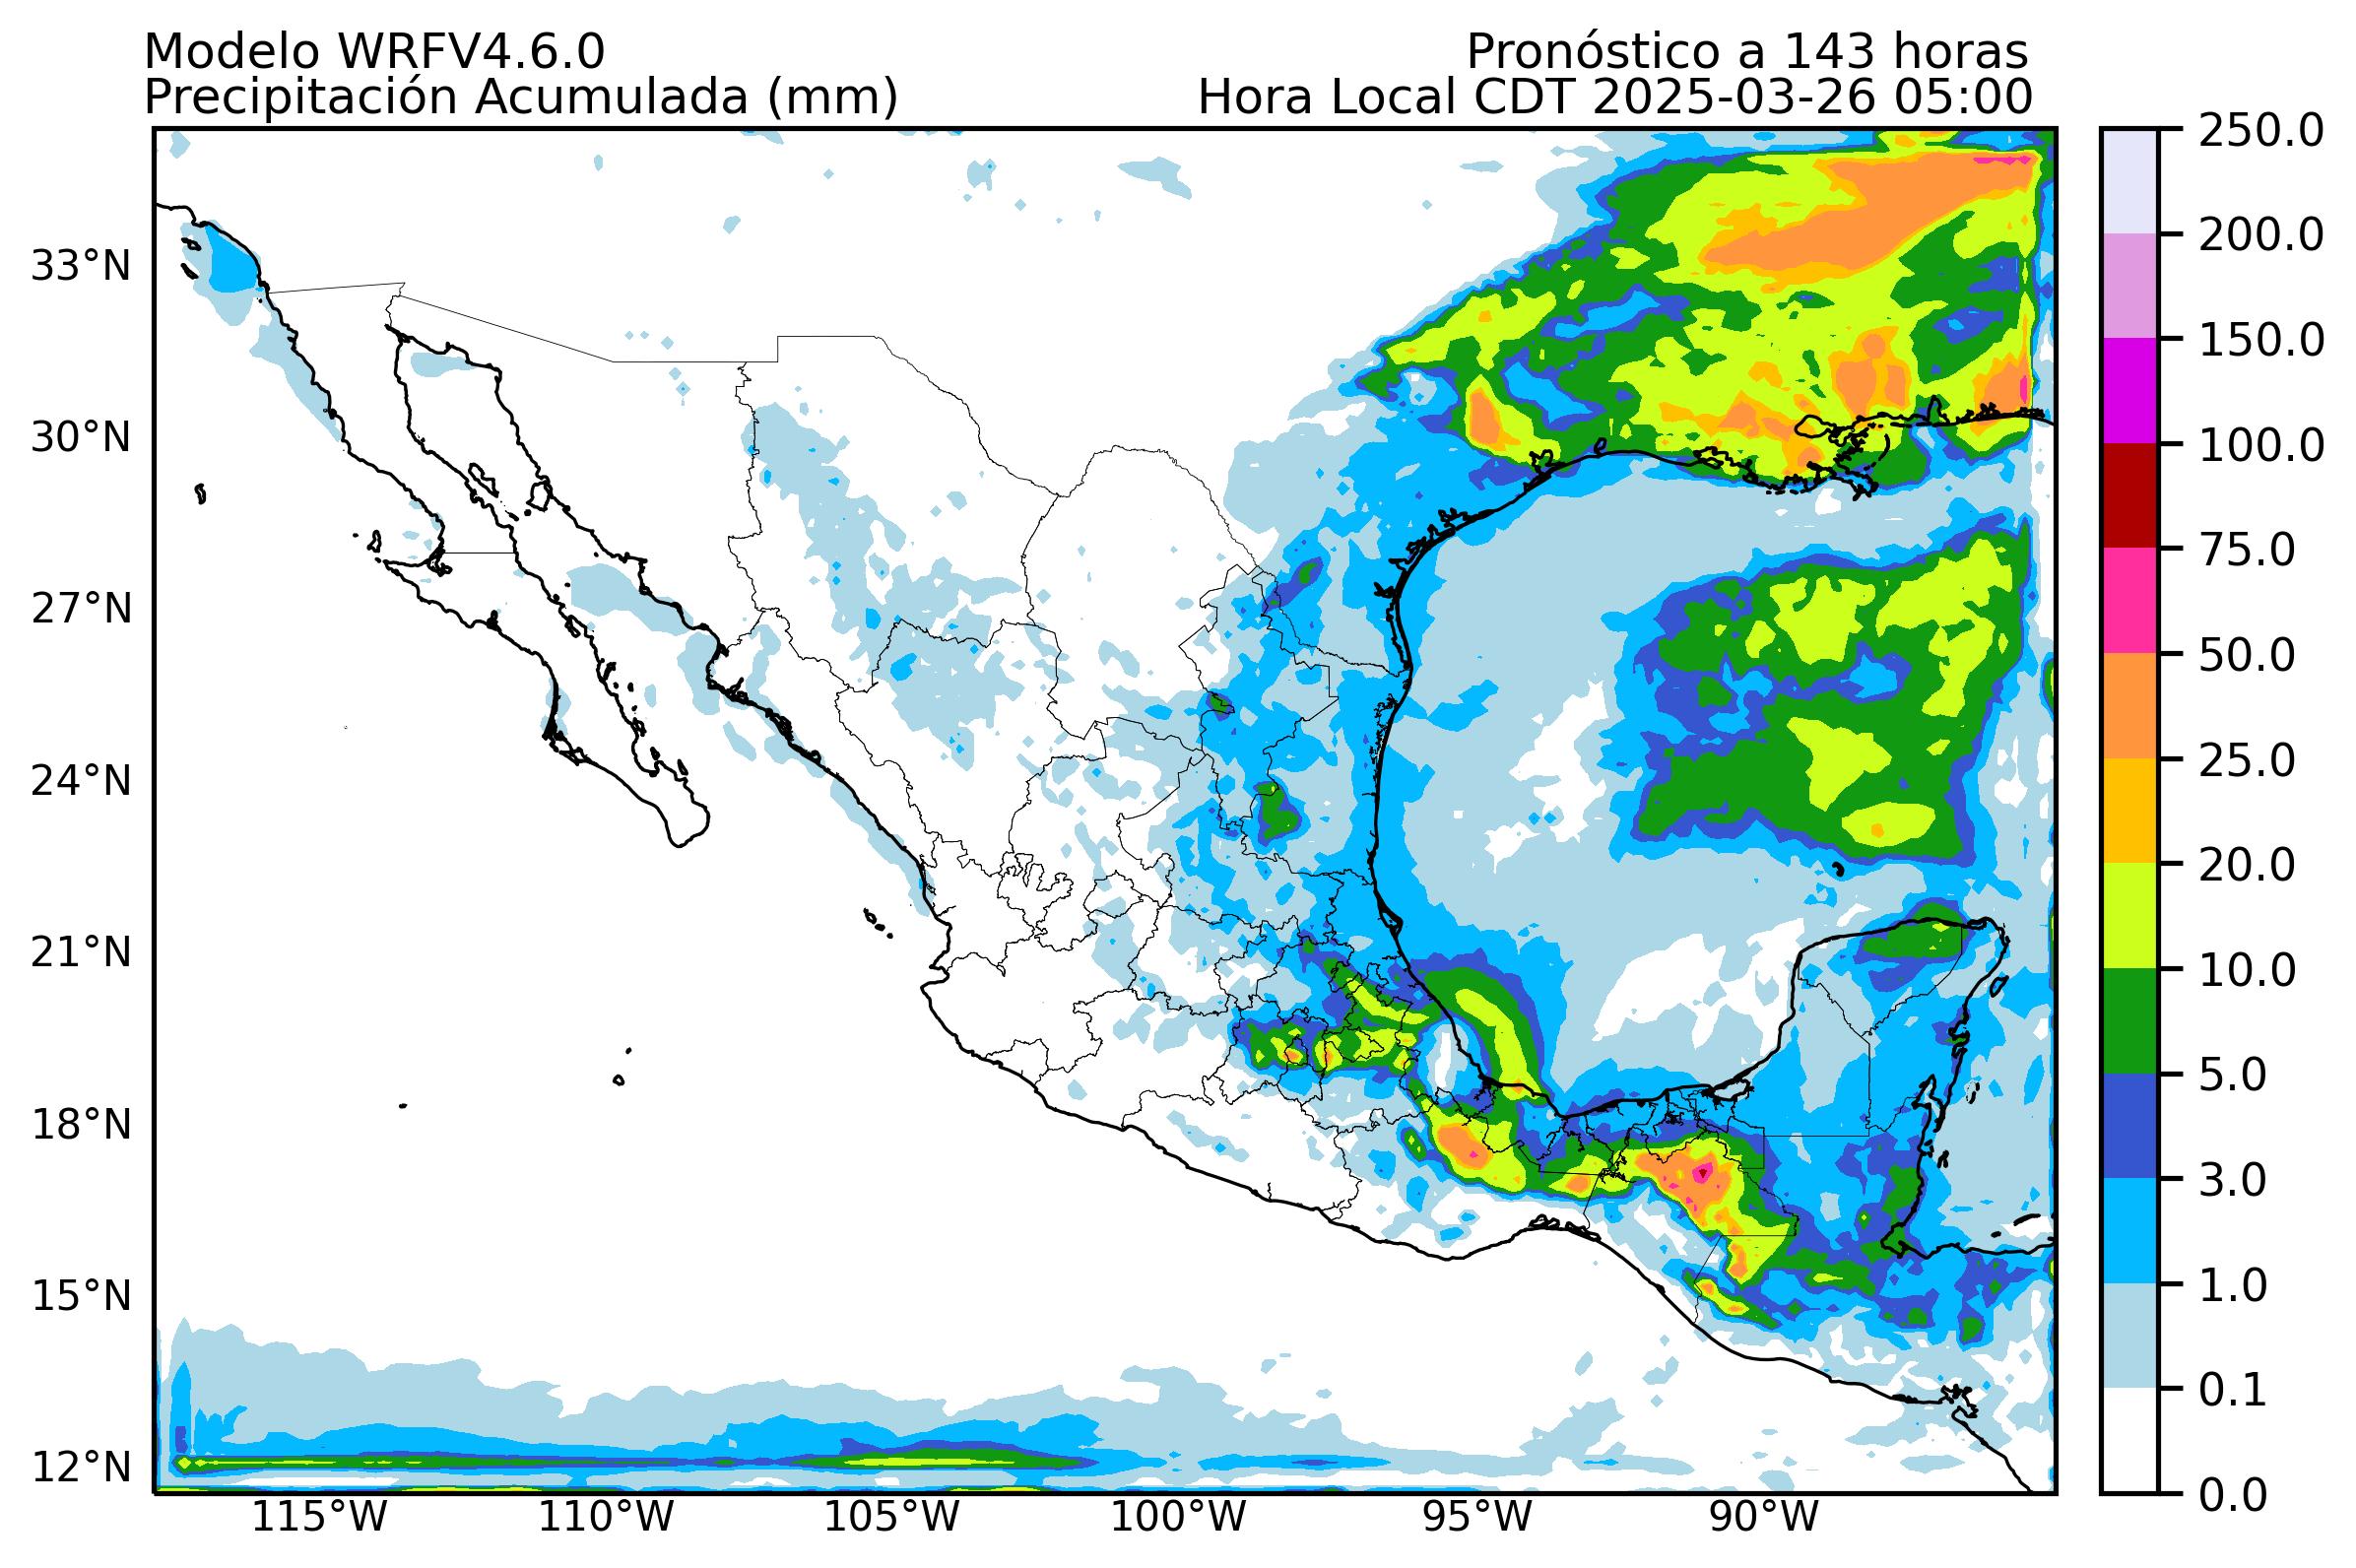 Modelo WRFV4.6.0
Pronóstico a 143 horas
Precipitación Acumulada (mm)
Hora Local CDT 2025-03-26 05:00
33°N
30°N
27°N
24°N
21°N
18°N
15°N
12°N
115°W
110°W
105°W
100°W
95°W
90°W
250.0
200.0
150.0
100.0
75.0
50.0
25.0
20.0
10.0
5.0
3.0
1.0
0.1
0.0